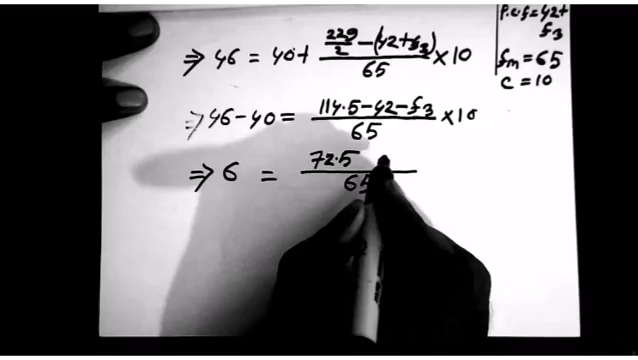 p.c.f = 42+
f₃
fm = 65
C = 10
⇒ 46 = 40+ (229/2 − (42+f₃))/65 × 10
⇒ 46 − 40 = (114.5 − 42 − f₃)/65 × 10
⇒ 6 = 72.5/65